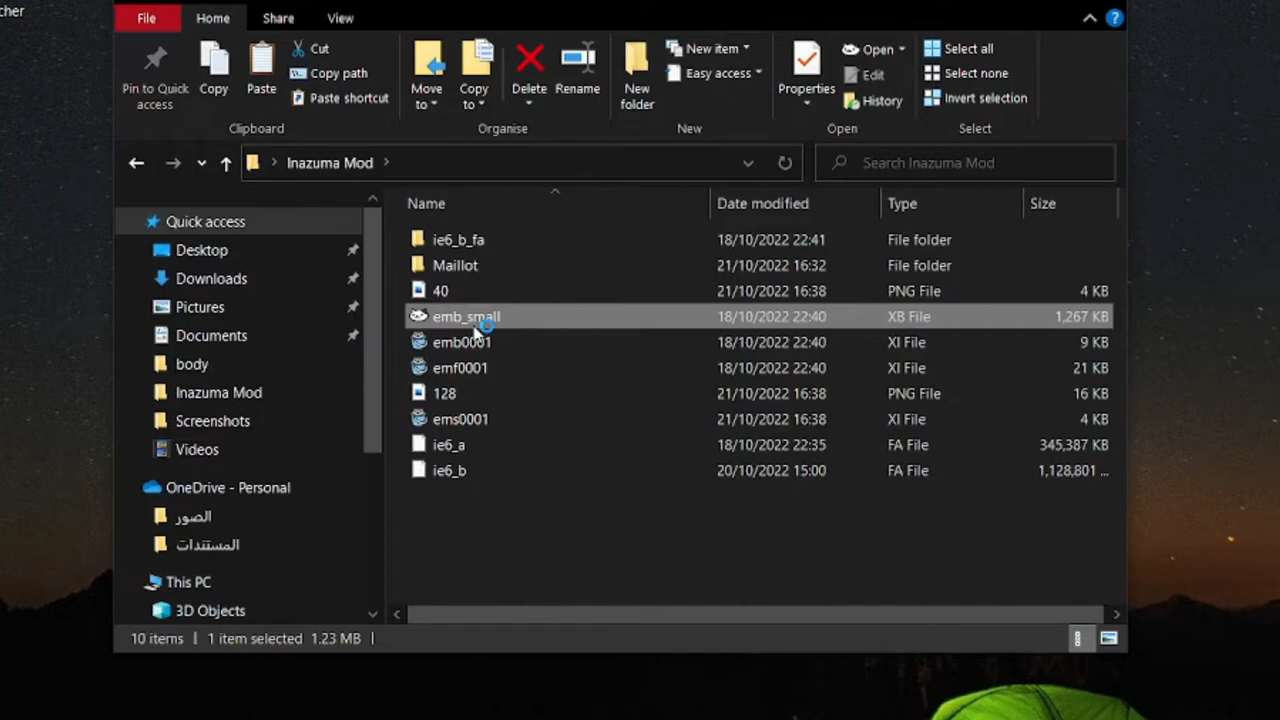 cher
File Home Share View
Pin to Quick access
Copy
Paste
Cut
Copy path
Paste shortcut
Clipboard
Move to
Copy to
Delete
Rename
Organise
New folder
New item
Easy access
New
Properties
Open
Edit
History
Open
Select all
Select none
Invert selection
Select
Inazuma Mod
Search Inazuma Mod
Quick access
Desktop
Downloads
Pictures
Documents
body
Inazuma Mod
Screenshots
Videos
OneDrive - Personal
الصور
المستندات
This PC
3D Objects
Name Date modified Type Size
ie6_b_fa 18/10/2022 22:41 File folder
Maillot 21/10/2022 16:32 File folder
40 21/10/2022 16:38 PNG File 4 KB
emb_small 18/10/2022 22:40 XB File 1,267 KB
emb0001 18/10/2022 22:40 XI File 9 KB
emf0001 18/10/2022 22:40 XI File 21 KB
128 21/10/2022 16:38 PNG File 16 KB
ems0001 21/10/2022 16:38 XI File 4 KB
ie6_a 18/10/2022 22:35 FA File 345,387 KB
ie6_b 20/10/2022 15:00 FA File 1,128,801 ...
10 items 1 item selected 1.23 MB